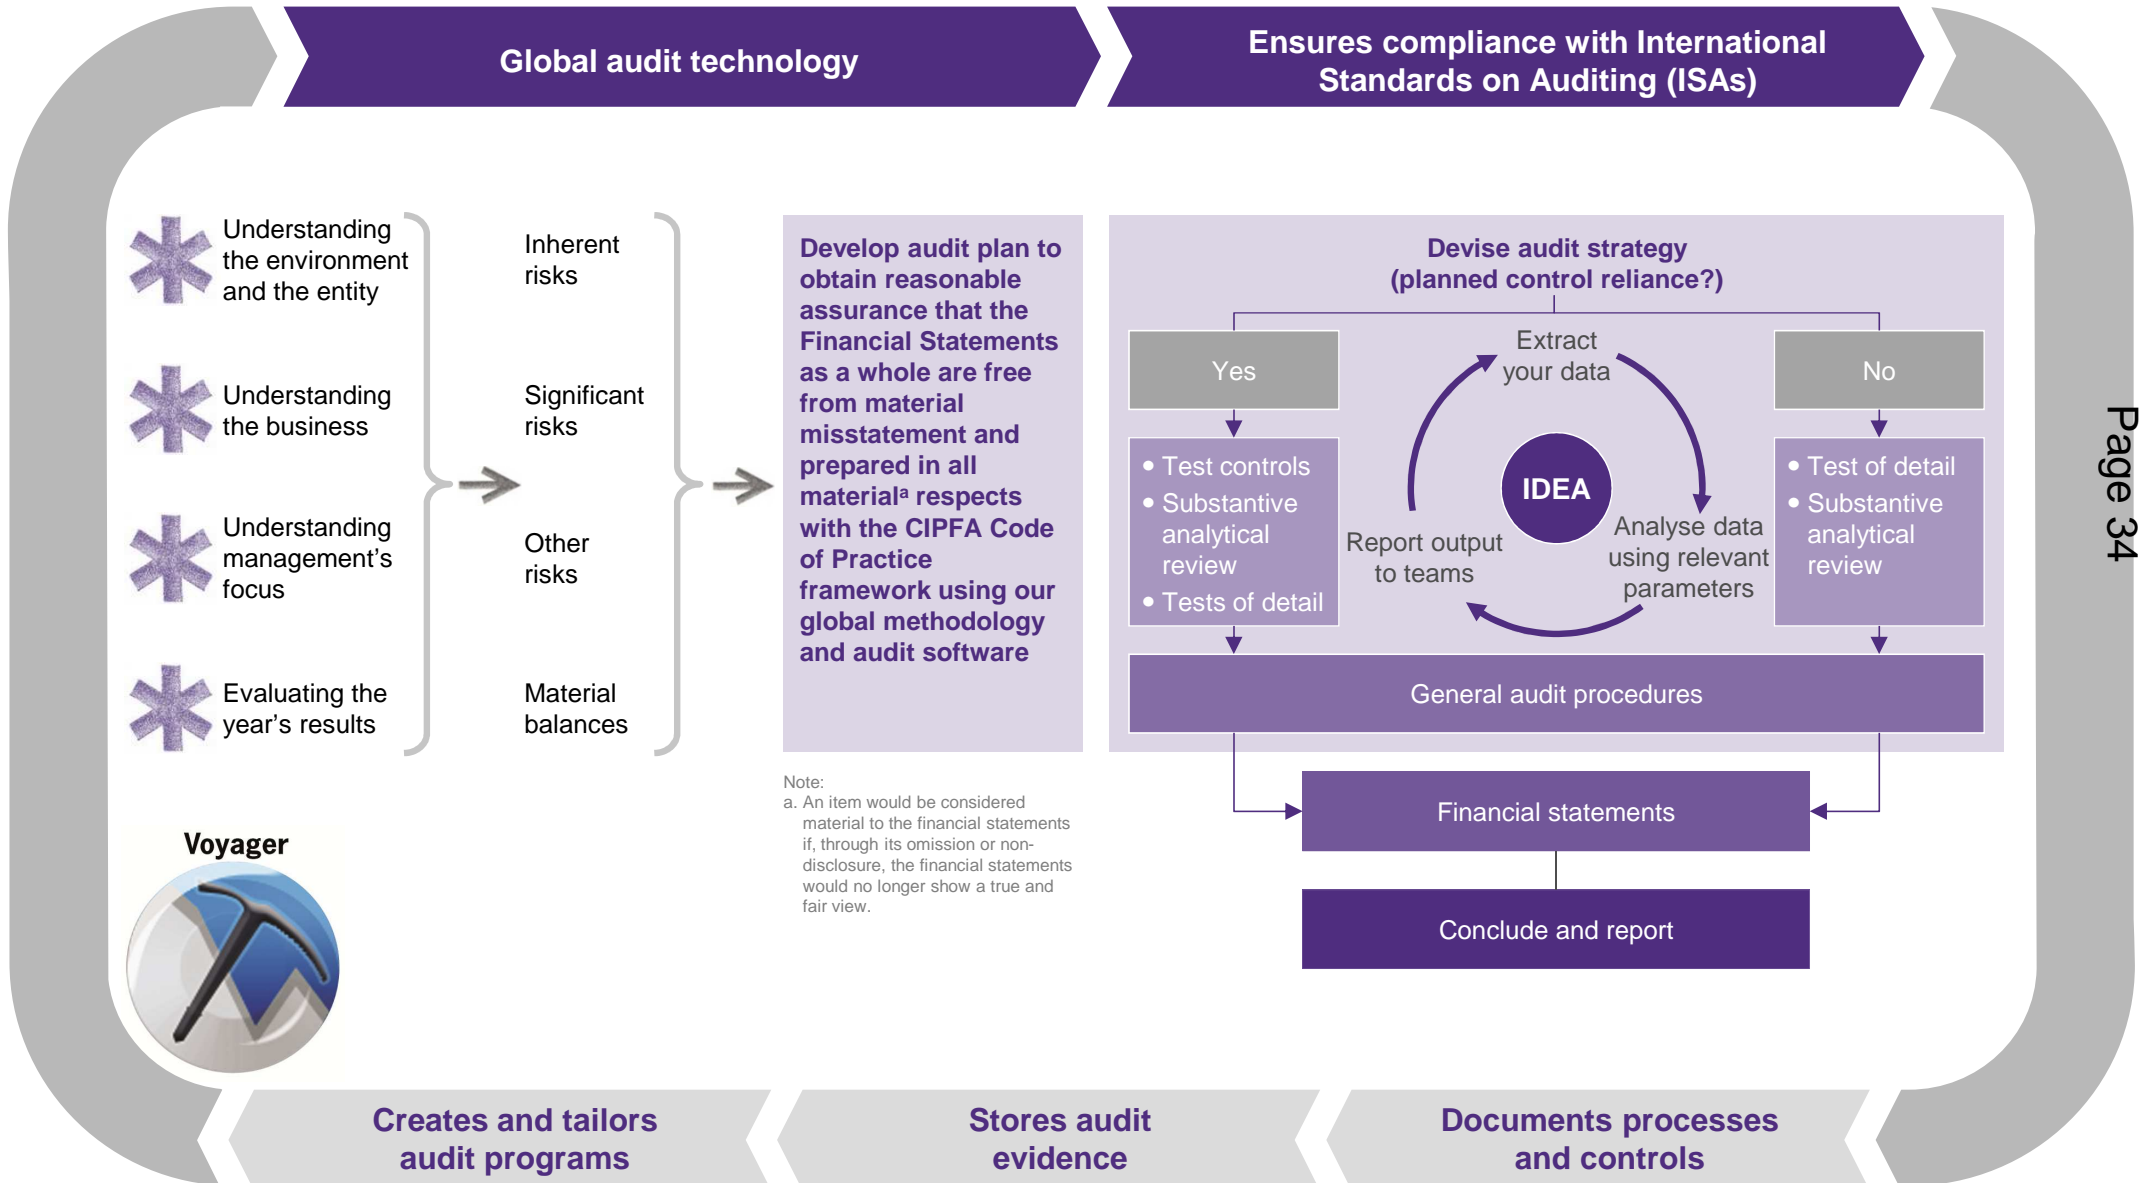 Global audit technology
Ensures compliance with International
Standards on Auditing (ISAs)
Understanding
the environment
and the entity
Understanding
the business
Understanding
management’s
focus
Evaluating the
year’s results
Inherent
risks
Significant
risks
Other
risks
Material
balances
Develop audit plan to
obtain reasonable
assurance that the
Financial Statements
as a whole are free
from material
misstatement and
prepared in all
materialᵃ respects
with the CIPFA Code
of Practice
framework using our
global methodology
and audit software
Note:
a. An item would be considered
material to the financial statements
if, through its omission or non-
disclosure, the financial statements
would no longer show a true and
fair view.
Devise audit strategy
(planned control reliance?)
Yes
• Test controls
• Substantive
analytical
review
• Tests of detail
Extract
your data
IDEA
Analyse data
using relevant
parameters
Report output
to teams
No
• Test of detail
• Substantive
analytical
review
General audit procedures
Financial statements
Conclude and report
Voyager
Creates and tailors
audit programs
Stores audit
evidence
Documents processes
and controls
Page 34